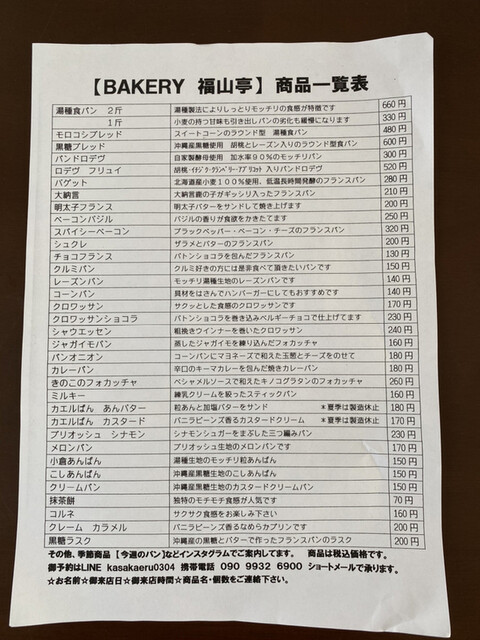 【BAKERY 福山亭】商品一覧表
湯種食パン 2斤 湯種製法によりしっとりモッチリの食感が特徴です 660円
1斤 小麦の持つ甘味も引き出しパンの劣化も緩慢になります 330円
モロコシブレッド スイートコーンのラウンド型 湯種食パン 480円
黒糖ブレッド 沖縄産黒糖使用 胡桃とレーズン入りのラウンド型食パン 600円
パンドロデヴ 自家製酵母使用 加水率90%のモッチリパン 300円
ロデヴ フリュイ 胡桃・イチジク・クランベリー・アプリコット 入りパンドロデヴ 520円
バゲット 北海道産小麦100%使用、低温長時間発酵のフランスパン 280円
大納言 大納言鹿の子がギッシリ入ったフランスパン 210円
明太子フランス 明太子バターをサンドして焼き上げます 200円
ベーコンバジル バジルの香りが食欲をかきたてます 250円
スパイシーベーコン ブラックペッパー・ベーコン・チーズのフランスパン 320円
シュクレ ザラメとバターのフランスパン 200円
チョコフランス バトンショコラを包んだフランスパン 130円
クルミパン クルミ好きの方には是非食べて頂きたいパンです 150円
レーズンパン モッチリ湯種生地のレーズンパンです 140円
コーンパン 具材をはさんでハンバーガーにしてもおすすめです 140円
クロワッサン サクッとした食感のクロワッサンです 170円
クロワッサンショコラ バトンショコラを巻き込みベルギーチョコで仕上げてます 230円
シャウエッセン 粗挽きウインナーを巻いたクロワッサン 240円
ジャガイモパン 蒸したジャガイモを練り込んだフォカッチャ 160円
パンオニオン コーンパンにマヨネーズで和えた玉葱とチーズをのせて 180円
カレーパン 辛口のキーマカレーを包んだ焼きカレーパン 180円
きのこのフォカッチャ ベシャメルソースで和えたキノコグラタンのフォカッチャ 260円
ミルキー 練乳クリームを絞ったスティックパン 160円
カエルぱん あんバター 粒あんと加塩バターをサンド *夏季は製造休止 180円
カエルぱん カスタード バニラビーンズ香るカスタードクリーム *夏季は製造休止 170円
ブリオッシュ シナモン シナモンシュガーをまぶした三つ編みパン 230円
メロンパン ブリオッシュ生地のメロンパンです 170円
小倉あんぱん 湯種生地のモッチリ粒あんぱん 150円
こしあんぱん 沖縄産黒糖生地のこしあんぱん 150円
クリームパン 沖縄産黒糖生地のカスタードクリームパン 150円
抹茶餅 独特のモチモチ食感が人気です 70円
コルネ サクサク食感をお楽しみ下さい 160円
クレーム カラメル バニラビーンズ香るなめらかプリンです 200円
黒糖ラスク 沖縄産の黒糖とバターで作ったフランスパンのラスク 200円
その他、季節商品【今週のパン】などインスタグラムでご案内してます。 商品は税込価格です。
御予約はLINE kasakaeru0304 携帯電話 090 9932 6900 ショートメールで承ります。
☆お名前☆御来店日☆御来店時間☆商品名・個数をご連絡下さい。